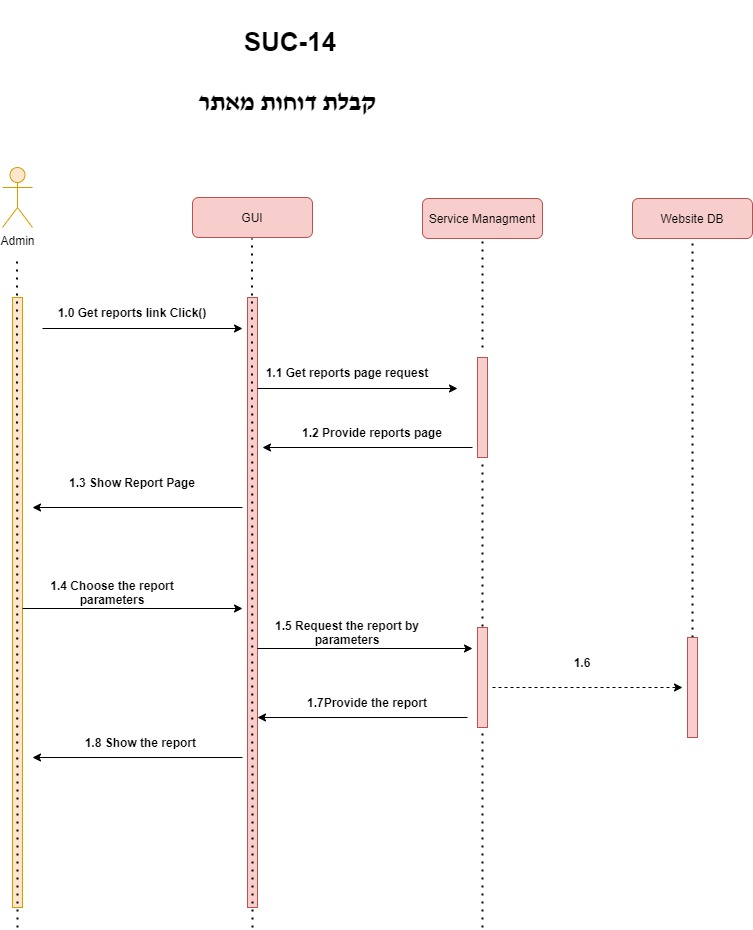 SUC-14
קבלת דוחות מאתר
Admin
GUI
Service Managment
Website DB
1.0 Get reports link Click()
1.1 Get reports page request
1.2 Provide reports page
1.3 Show Report Page
1.4 Choose the report
parameters
1.5 Request the report by
parameters
1.6
1.7Provide the report
1.8 Show the report